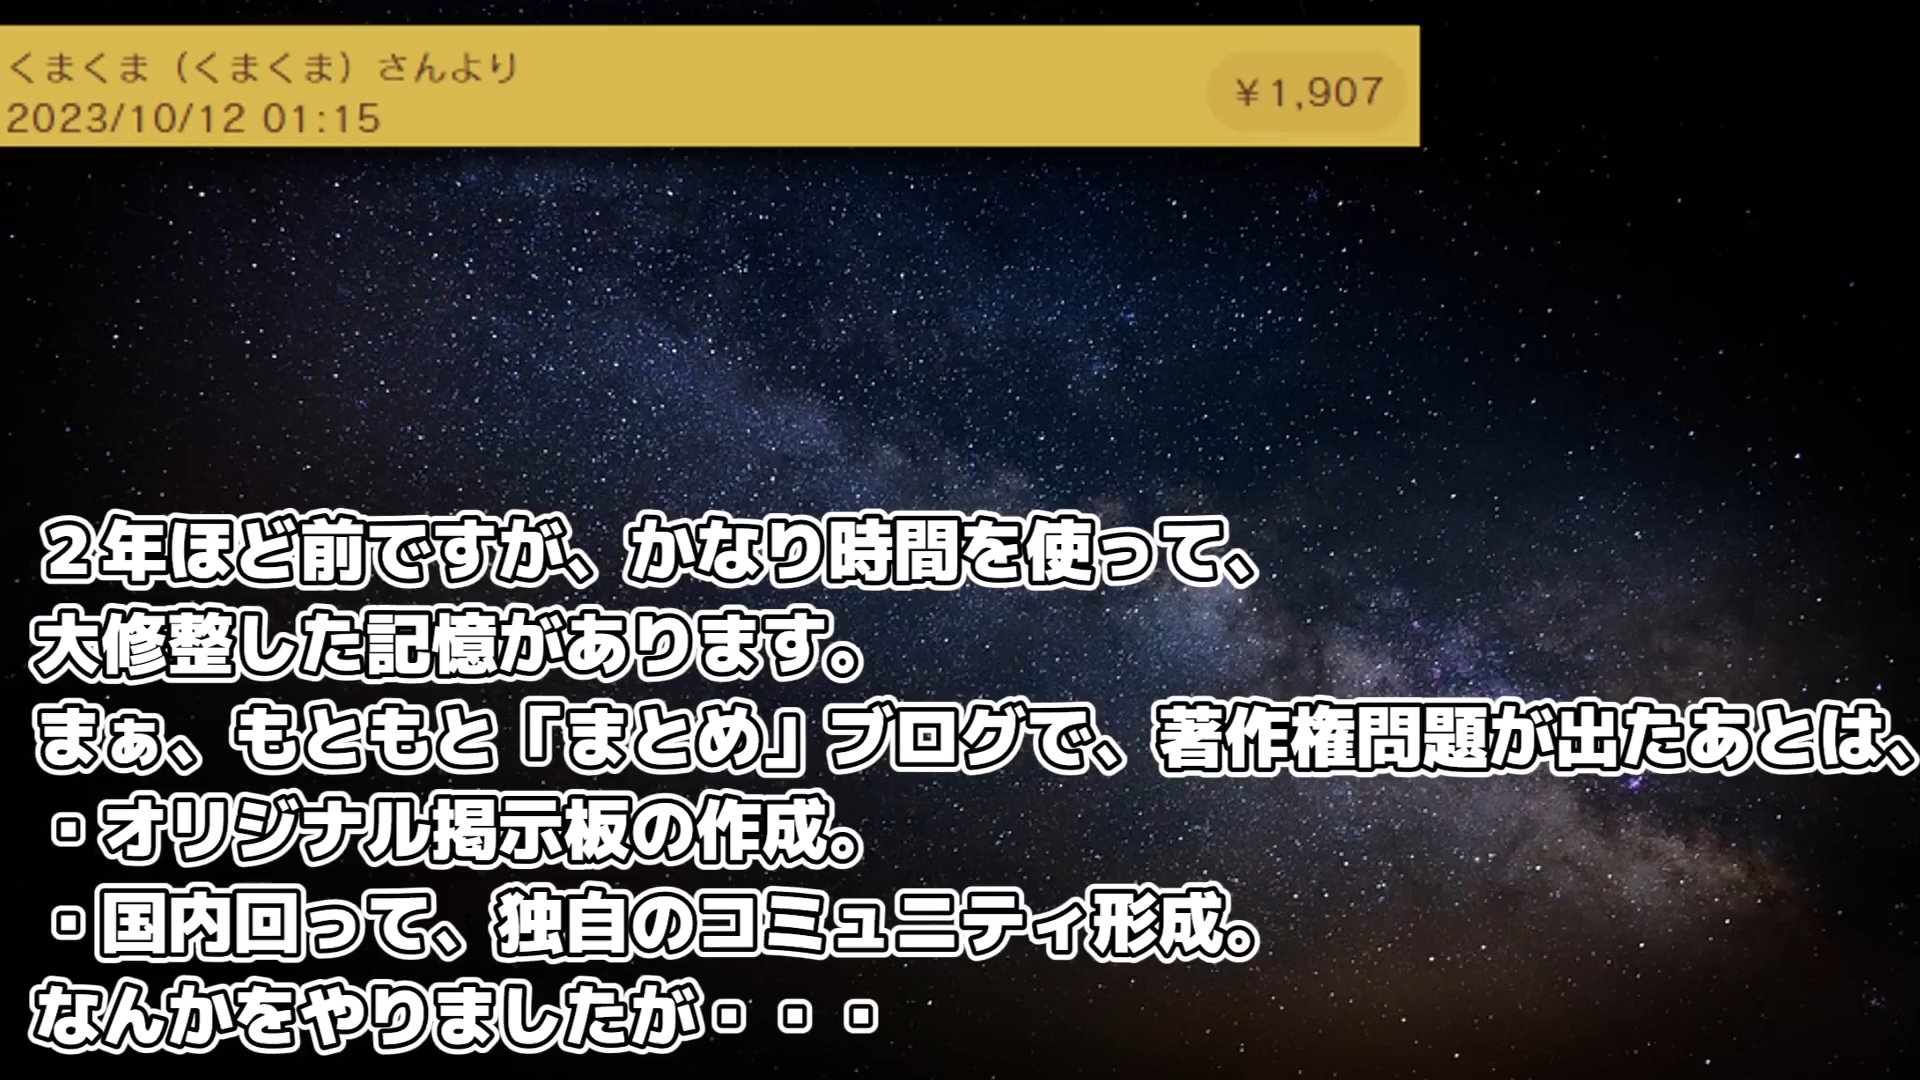 くまくま（くまくま）さんより
2023/10/12 01:15
￥1,907
２年ほど前ですが、かなり時間を使って、
大修整した記憶があります。
まぁ、もともと「まとめ」ブログで、著作権問題が出たあとは、
・オリジナル掲示板の作成。
・国内回って、独自のコミュニティ形成。
なんかをやりましたが・・・